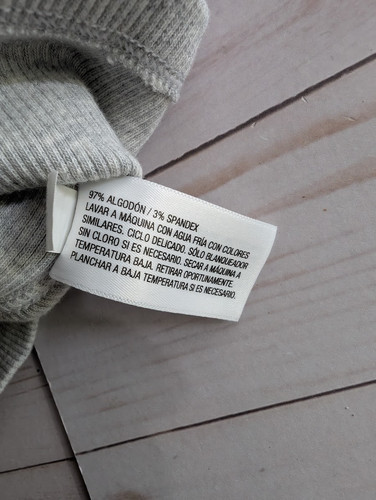 97% ALGODÓN / 3% SPANDEX
LAVAR A MÁQUINA CON AGUA FRÍA CON COLORES
SIMILARES. CICLO DELICADO. SÓLO BLANQUEADOR
SIN CLORO SI ES NECESARIO. SECAR A MÁQUINA A
TEMPERATURA BAJA. RETIRAR OPORTUNAMENTE.
PLANCHAR A BAJA TEMPERATURA SI ES NECESARIO.